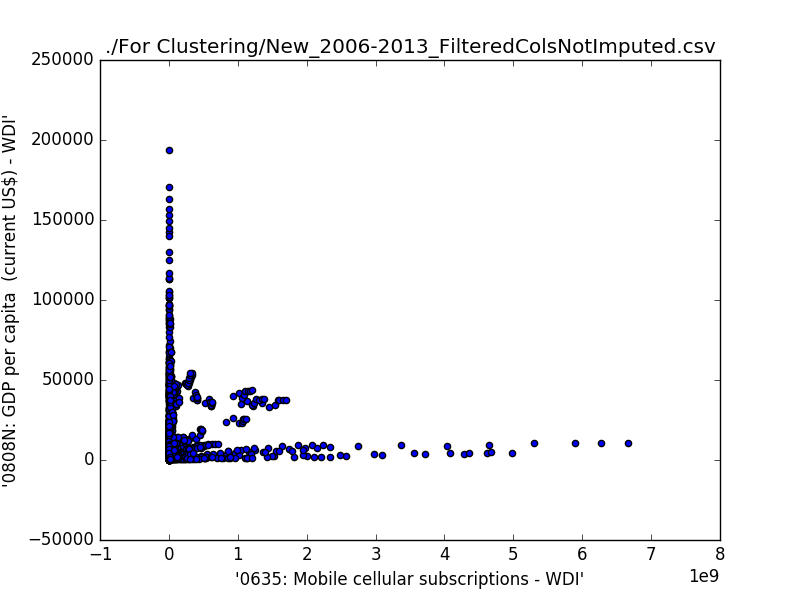 ./For Clustering/New_2006-2013_FilteredColsNotImputed.csv
250000
200000
150000
100000
50000
0
−50000
'0808N: GDP per capita  (current US$) - WDI'
−1 0 1 2 3 4 5 6 7 8
1e9
'0635: Mobile cellular subscriptions - WDI'